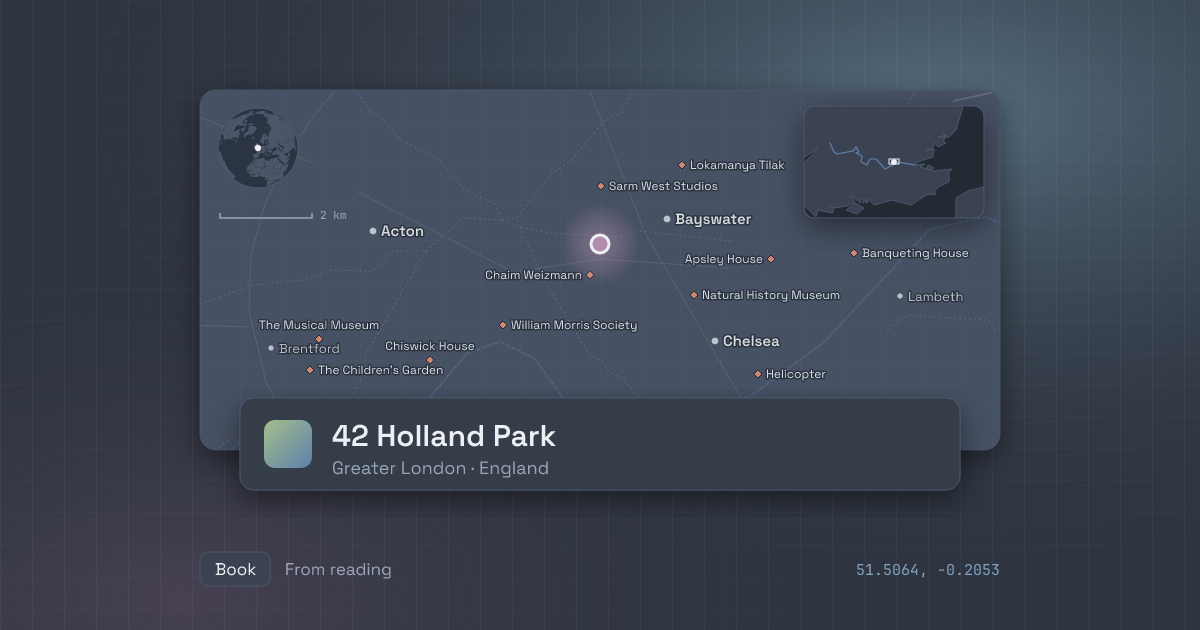 Lokamanya Tilak
Sarm West Studios
2 km
Bayswater
Acton
Banqueting House
Apsley House
Chaim Weizmann
Natural History Museum
Lambeth
The Musical Museum
William Morris Society
Chelsea
Chiswick House
Brentford
The Children's Garden
Helicopter
42 Holland Park
Greater London · England
Book
From reading
51.5064, -0.2053